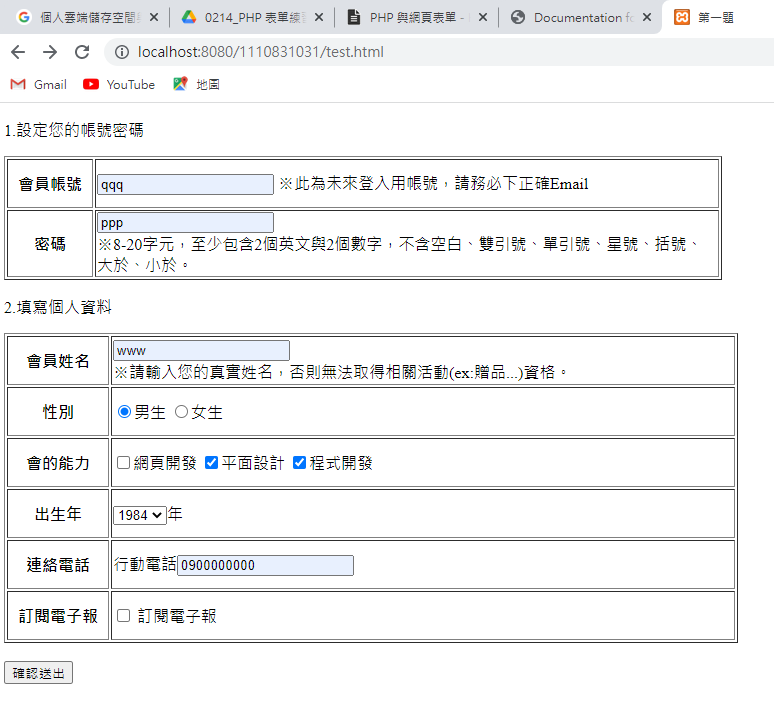 個人雲端儲存空間
0214_PHP 表單練
PHP 與網頁表單 -
Documentation fo
第一題
localhost:8080/1110831031/test.html
Gmail YouTube 地圖
1.設定您的帳號密碼
會員帳號 qqq ※此為未來登入用帳號，請務必下正確Email
密碼 ppp
※8-20字元，至少包含2個英文與2個數字，不含空白、雙引號、單引號、星號、括號、
大於、小於。
2.填寫個人資料
會員姓名 www
※請輸入您的真實姓名，否則無法取得相關活動(ex:贈品...)資格。
性別 男生 女生
會的能力 網頁開發 平面設計 程式開發
出生年 1984 年
連絡電話 行動電話 0900000000
訂閱電子報 訂閱電子報
確認送出